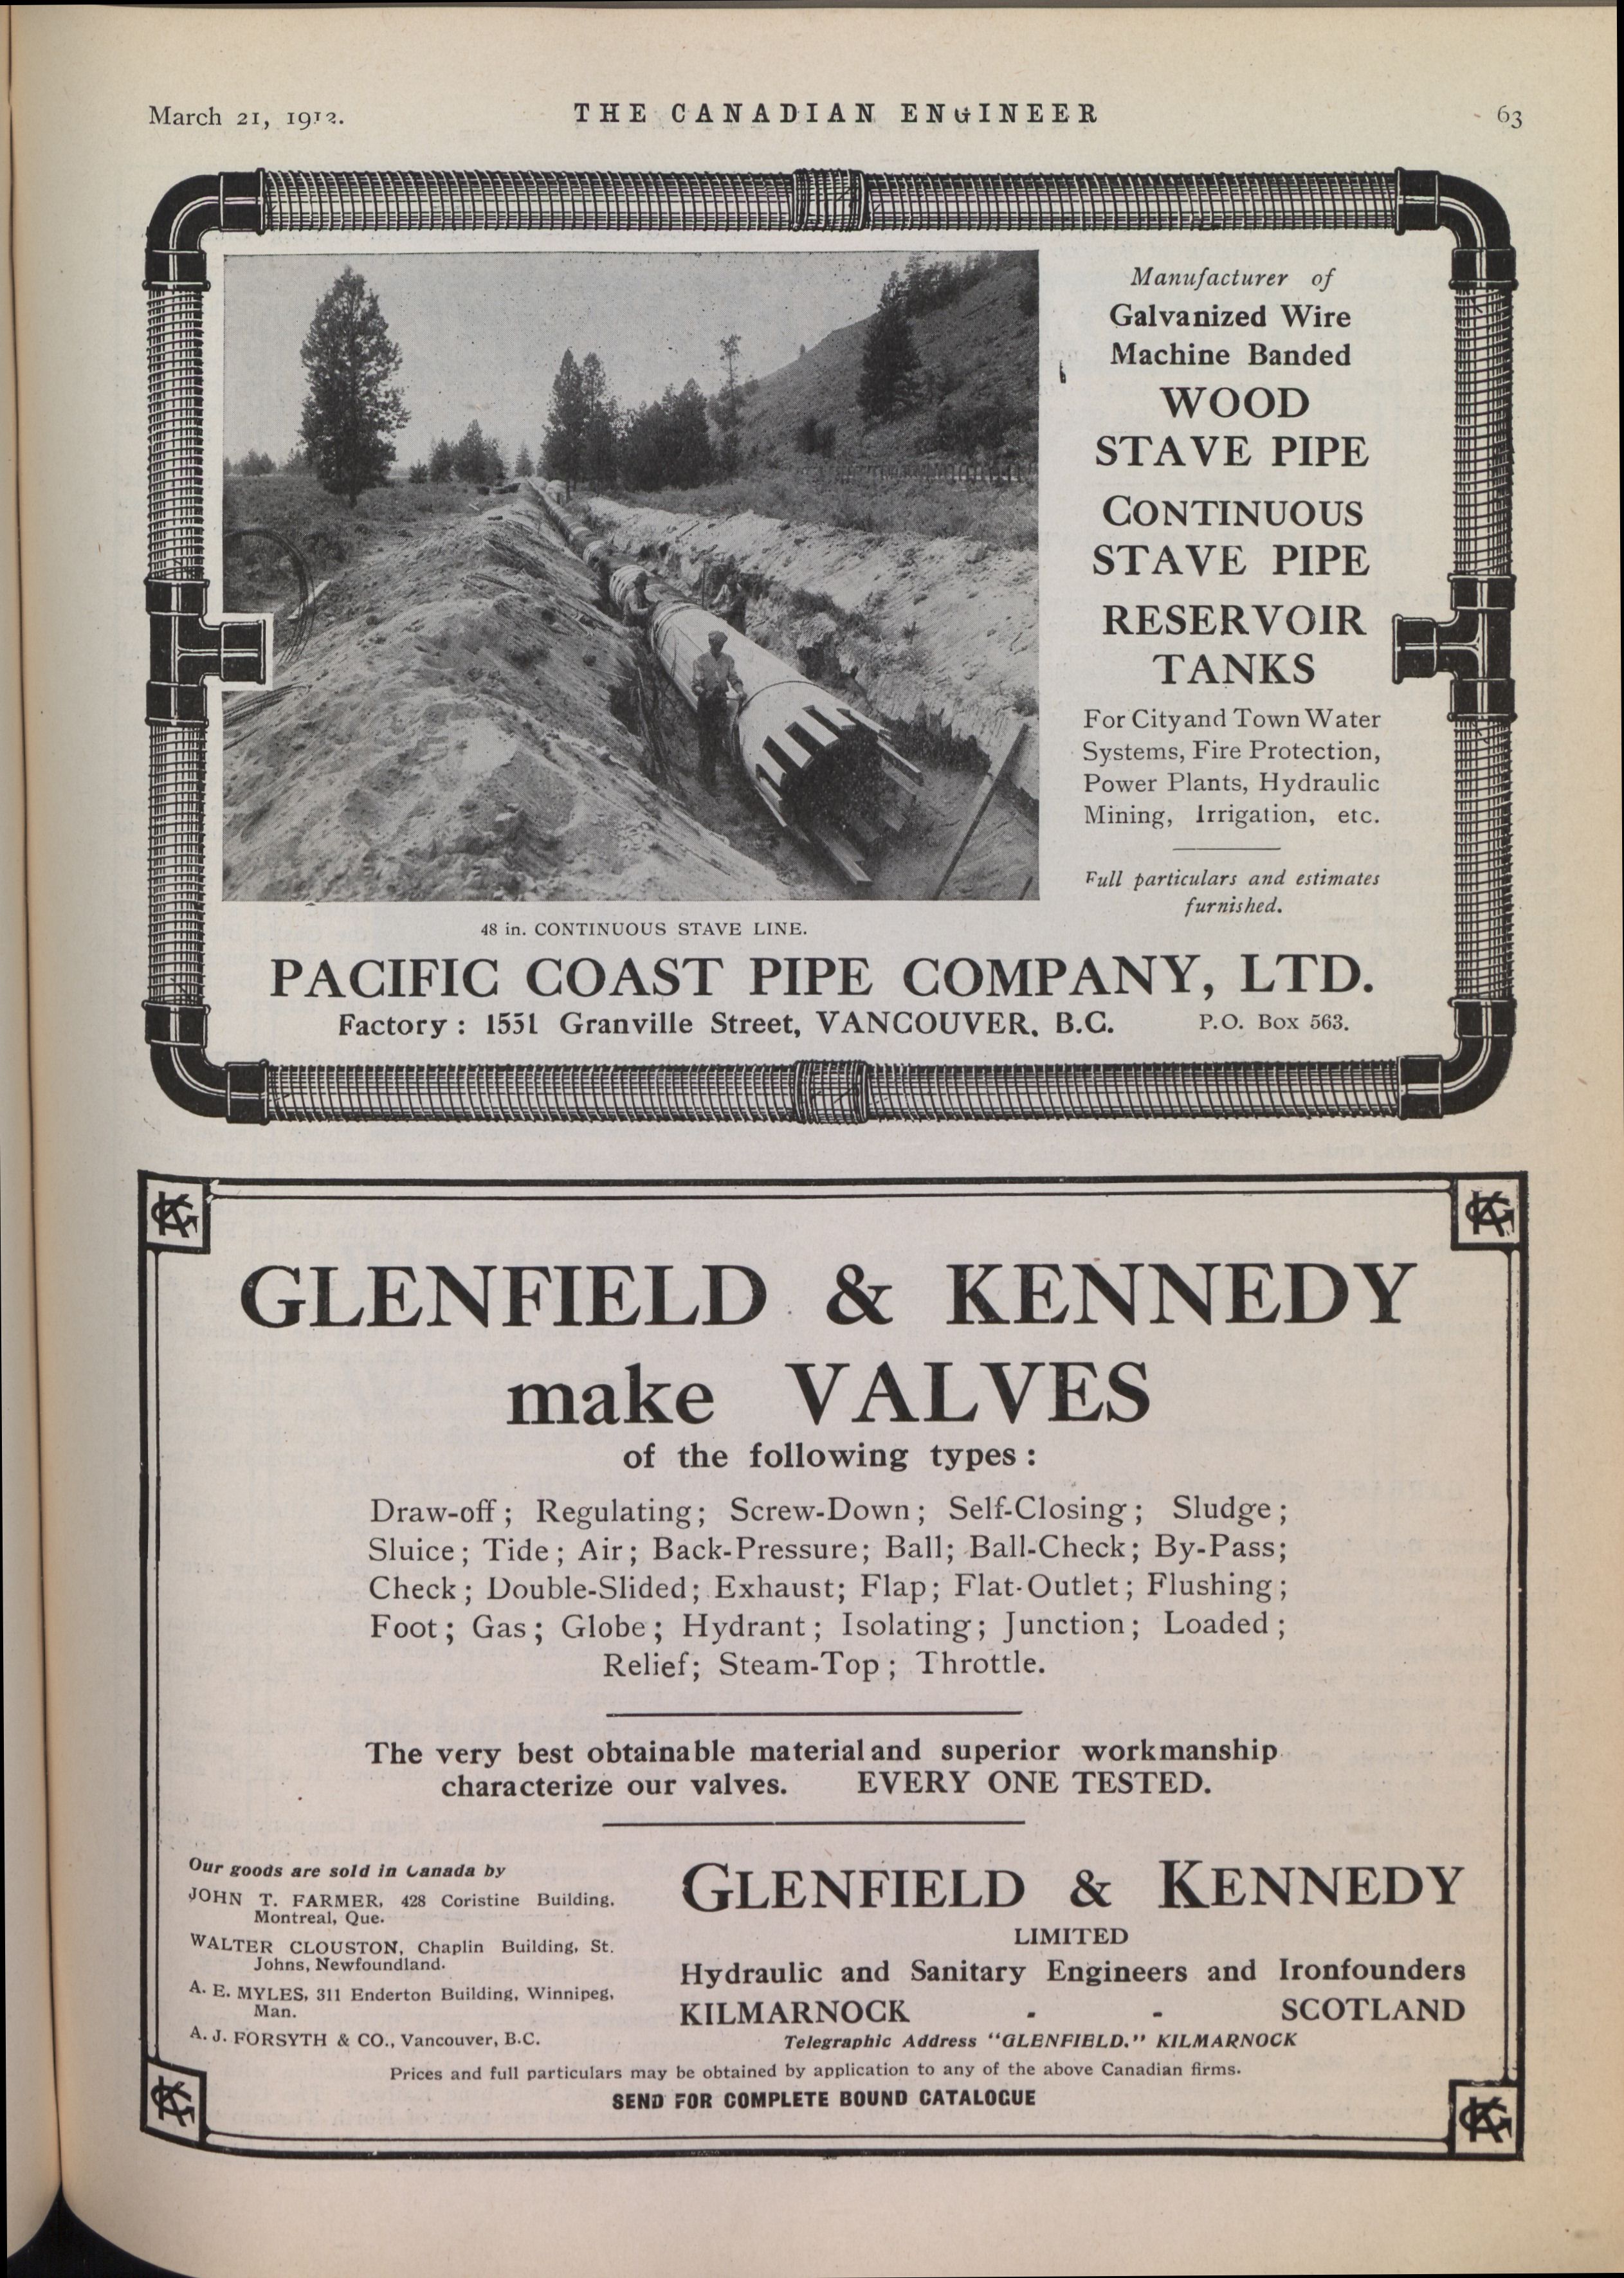 March 21, 1912.
THE CANADIAN ENGINEER
63
Manufacturer of
Galvanized Wire
Machine Banded
WOOD
STAVE PIPE
CONTINUOUS
STAVE PIPE
RESERVOIR
TANKS
For City and Town Water
Systems, Fire Protection,
Power Plants, Hydraulic
Mining, Irrigation, etc.
Full particulars and estimates
furnished.
48 in. CONTINUOUS STAVE LINE.
PACIFIC COAST PIPE COMPANY, LTD.
Factory : 1551 Granville Street, VANCOUVER, B.C. P.O. Box 563.
GLENFIELD & KENNEDY
make VALVES
of the following types :
Draw-off ; Regulating ; Screw-Down ; Self-Closing ; Sludge ;
Sluice ; Tide ; Air ; Back-Pressure ; Ball ; Ball-Check ; By-Pass ;
Check ; Double-Slided ; Exhaust ; Flap ; Flat-Outlet ; Flushing ;
Foot ; Gas ; Globe ; Hydrant ; Isolating ; Junction ; Loaded ;
Relief ; Steam-Top ; Throttle.
The very best obtainable material and superior workmanship
characterize our valves. EVERY ONE TESTED.
Our goods are sold in Canada by
JOHN T. FARMER, 428 Coristine Building,
Montreal, Que.
WALTER CLOUSTON, Chaplin Building, St.
Johns, Newfoundland.
A. E. MYLES, 311 Enderton Building, Winnipeg,
Man.
A. J. FORSYTH & CO., Vancouver, B.C.
GLENFIELD & KENNEDY
LIMITED
Hydraulic and Sanitary Engineers and Ironfounders
KILMARNOCK - - SCOTLAND
Telegraphic Address "GLENFIELD." KILMARNOCK
Prices and full particulars may be obtained by application to any of the above Canadian firms.
SEND FOR COMPLETE BOUND CATALOGUE